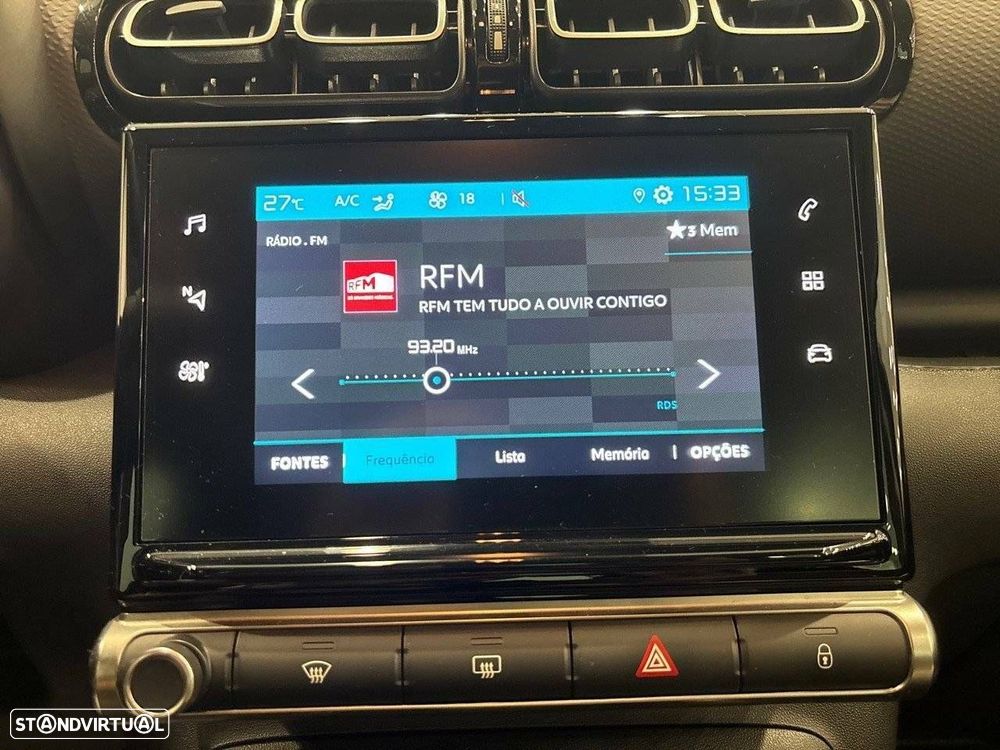 27°C A/C 18 15:33
RÁDIO . FM
3 Mem
RFM
RFM
RFM TEM TUDO A OUVIR CONTIGO
93.20 MHz
RDS
FONTES Frequência Lista Memória OPÇÕES
N
STANDVIRTUAL